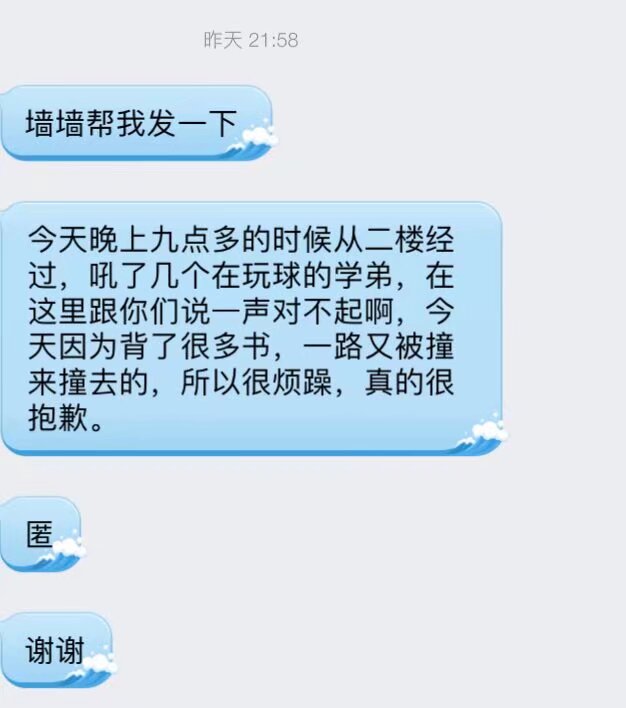 昨天 21:58
墙墙帮我发一下
今天晚上九点多的时候从二楼经
过，吼了几个在玩球的学弟，在
这里跟你们说一声对不起啊，今
天因为背了很多书，一路又被撞
来撞去的，所以很烦躁，真的很
抱歉。
匿
谢谢